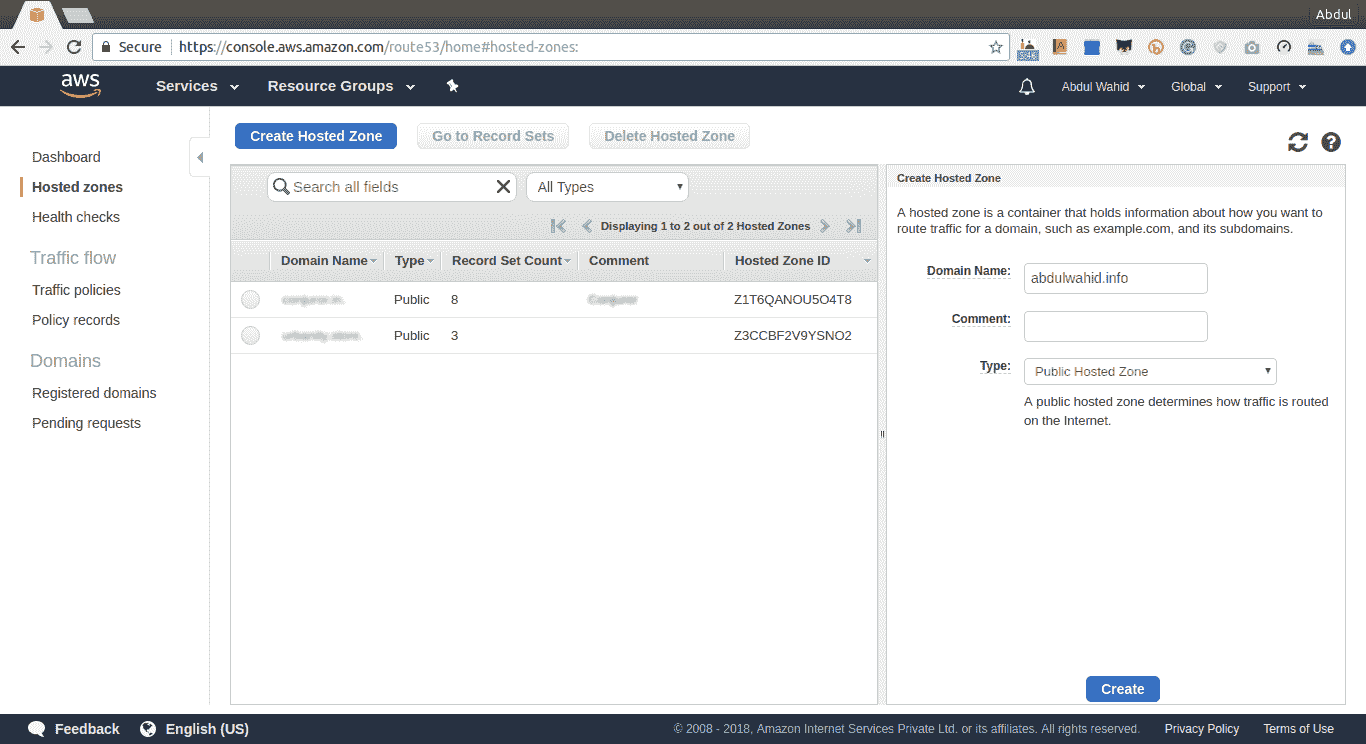 Abdul
Secure https://console.aws.amazon.com/route53/home#hosted-zones:
aws Services Resource Groups Abdul Wahid Global Support
Create Hosted Zone Go to Record Sets Delete Hosted Zone
Dashboard
Hosted zones
Health checks
Traffic flow
Traffic policies
Policy records
Domains
Registered domains
Pending requests
Search all fields All Types
Displaying 1 to 2 out of 2 Hosted Zones
Domain Name Type Record Set Count Comment Hosted Zone ID
Public 8 Z1T6QANOU5O4T8
Public 3 Z3CCBF2V9YSNO2
Create Hosted Zone
A hosted zone is a container that holds information about how you want to
route traffic for a domain, such as example.com, and its subdomains.
Domain Name: abdulwahid.info
Comment:
Type: Public Hosted Zone
A public hosted zone determines how traffic is routed
on the Internet.
Create
Feedback English (US) © 2008 - 2018, Amazon Internet Services Private Ltd. or its affiliates. All rights reserved. Privacy Policy Terms of Use